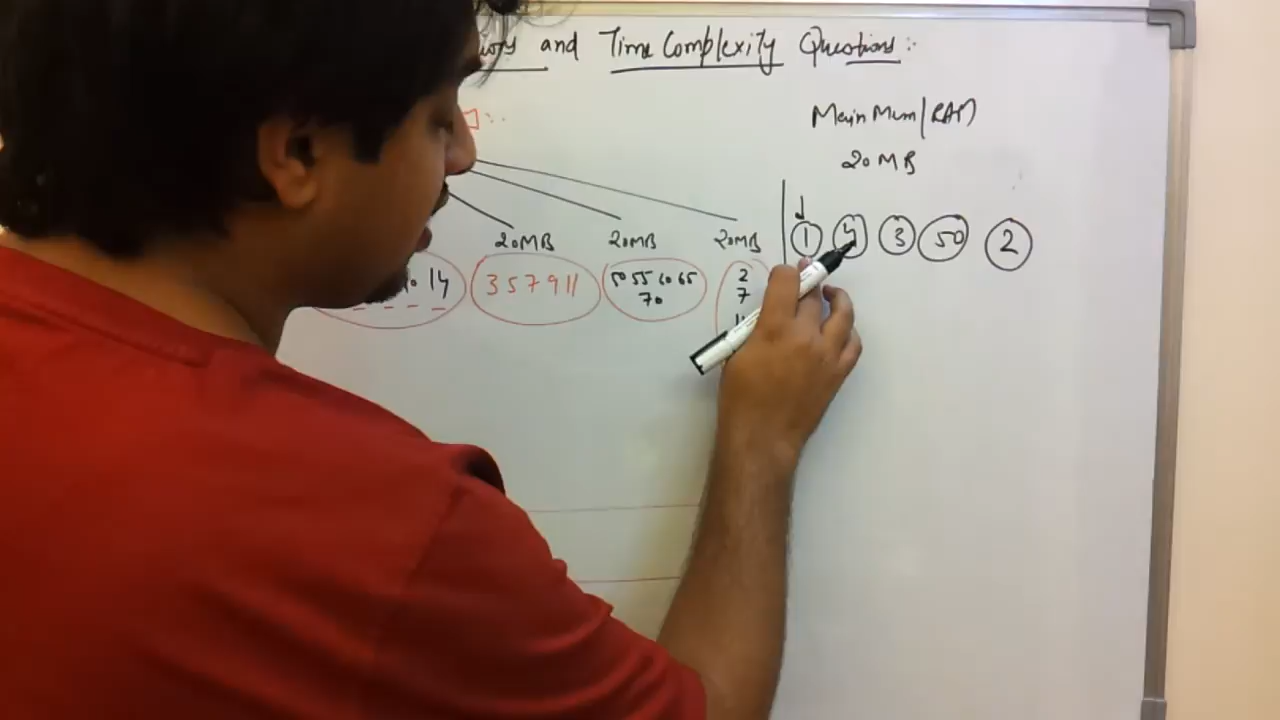 and Time Complexity Questions:
Main Mem/RAM
20 MB
20MB 20MB 20MB
1 4 3 50 2
14 3 5 7 9 11 50 55 60 65 2
70 7